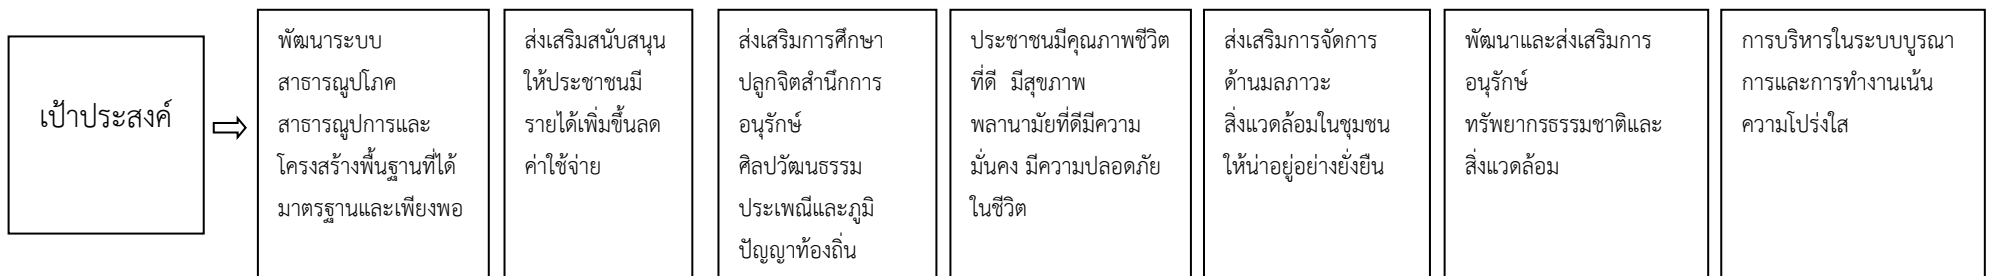 เป้าประสงค์
พัฒนาระบบ
สาธารณูปโภค
สาธารณูปการและ
โครงสร้างพื้นฐานที่ได้
มาตรฐานและเพียงพอ
ส่งเสริมสนับสนุน
ให้ประชาชนมี
รายได้เพิ่มขึ้นลด
ค่าใช้จ่าย
ส่งเสริมการศึกษา
ปลูกจิตสำนึกการ
อนุรักษ์
ศิลปวัฒนธรรม
ประเพณีและภูมิ
ปัญญาท้องถิ่น
ประชาชนมีคุณภาพชีวิต
ที่ดี มีสุขภาพ
พลานามัยที่ดีมีความ
มั่นคง มีความปลอดภัย
ในชีวิต
ส่งเสริมการจัดการ
ด้านมลภาวะ
สิ่งแวดล้อมในชุมชน
ให้น่าอยู่อย่างยั่งยืน
พัฒนาและส่งเสริมการ
อนุรักษ์
ทรัพยากรธรรมชาติและ
สิ่งแวดล้อม
การบริหารในระบบบูรณา
การและการทำงานเน้น
ความโปร่งใส